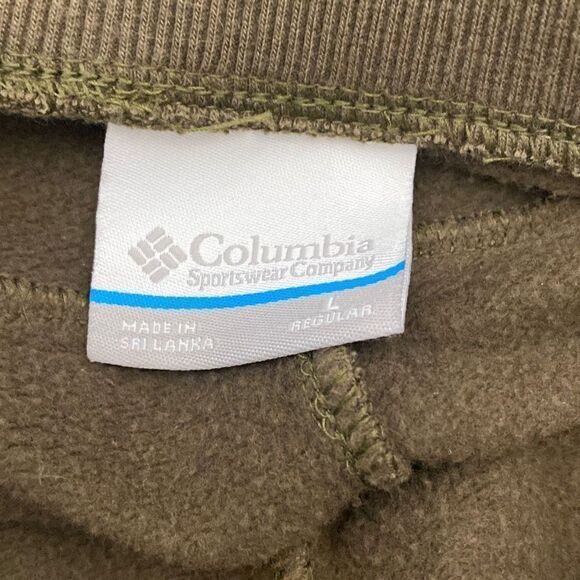 Columbia
Sportswear Company
L
REGULAR
MADE IN
SRI LANKA